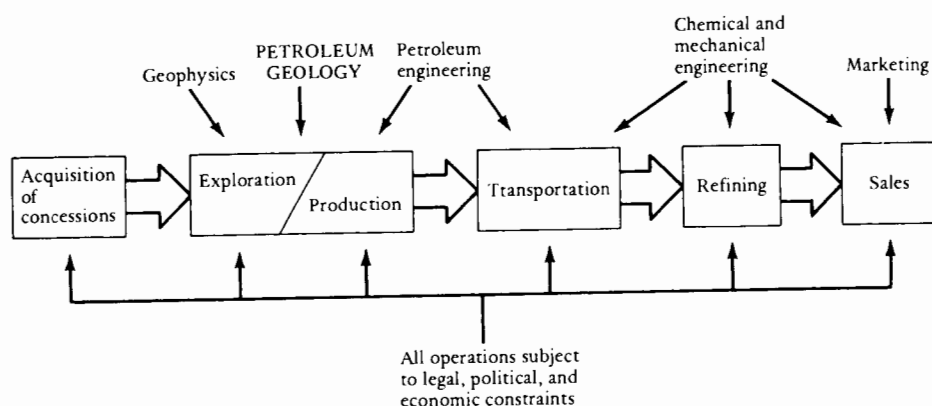 Geophysics
PETROLEUM
GEOLOGY
Petroleum
engineering
Chemical and
mechanical
engineering
Marketing
Acquisition
of
concessions
Exploration
Production
Transportation
Refining
Sales
All operations subject
to legal, political, and
economic constraints